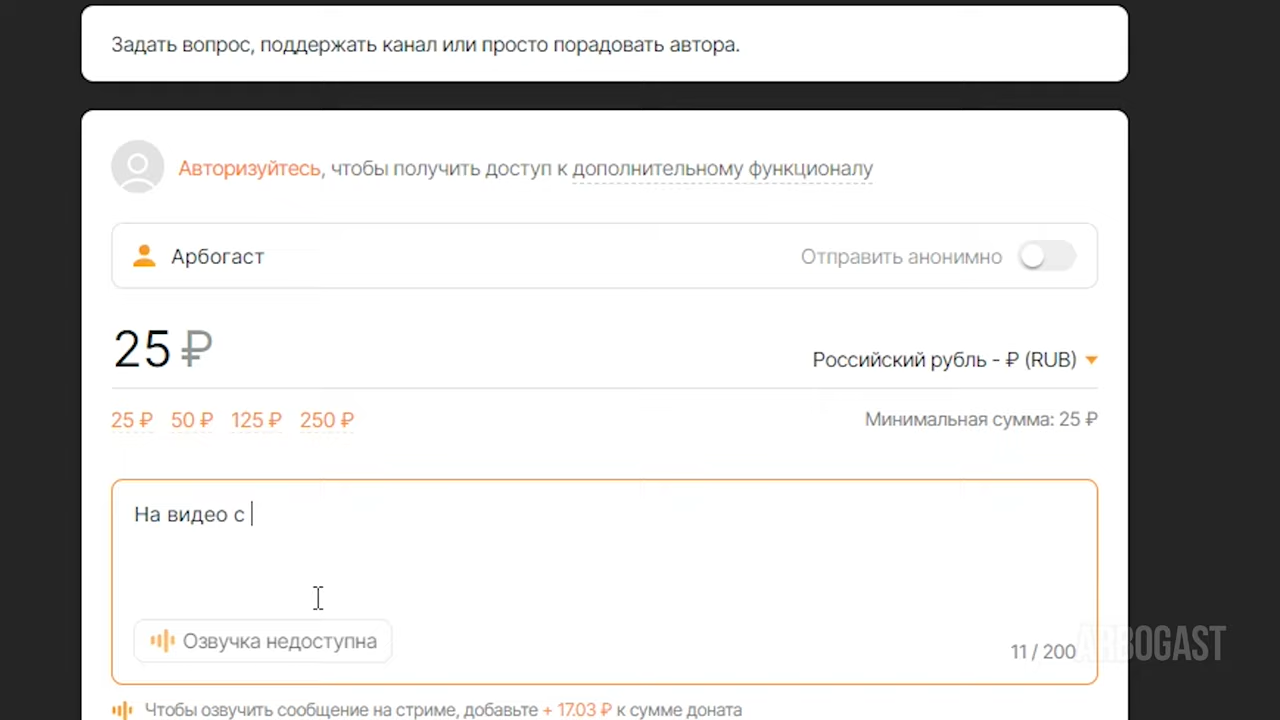 Задать вопрос, поддержать канал или просто порадовать автора.
Авторизуйтесь, чтобы получить доступ к дополнительному функционалу
Арбогаст Отправить анонимно
25 ₽
Российский рубль - ₽ (RUB)
25 ₽ 50 ₽ 125 ₽ 250 ₽ Минимальная сумма: 25 ₽
На видео с
Озвучка недоступна
11 / 200
ARBOGAST
Чтобы озвучить сообщение на стриме, добавьте + 17.03 ₽ к сумме доната